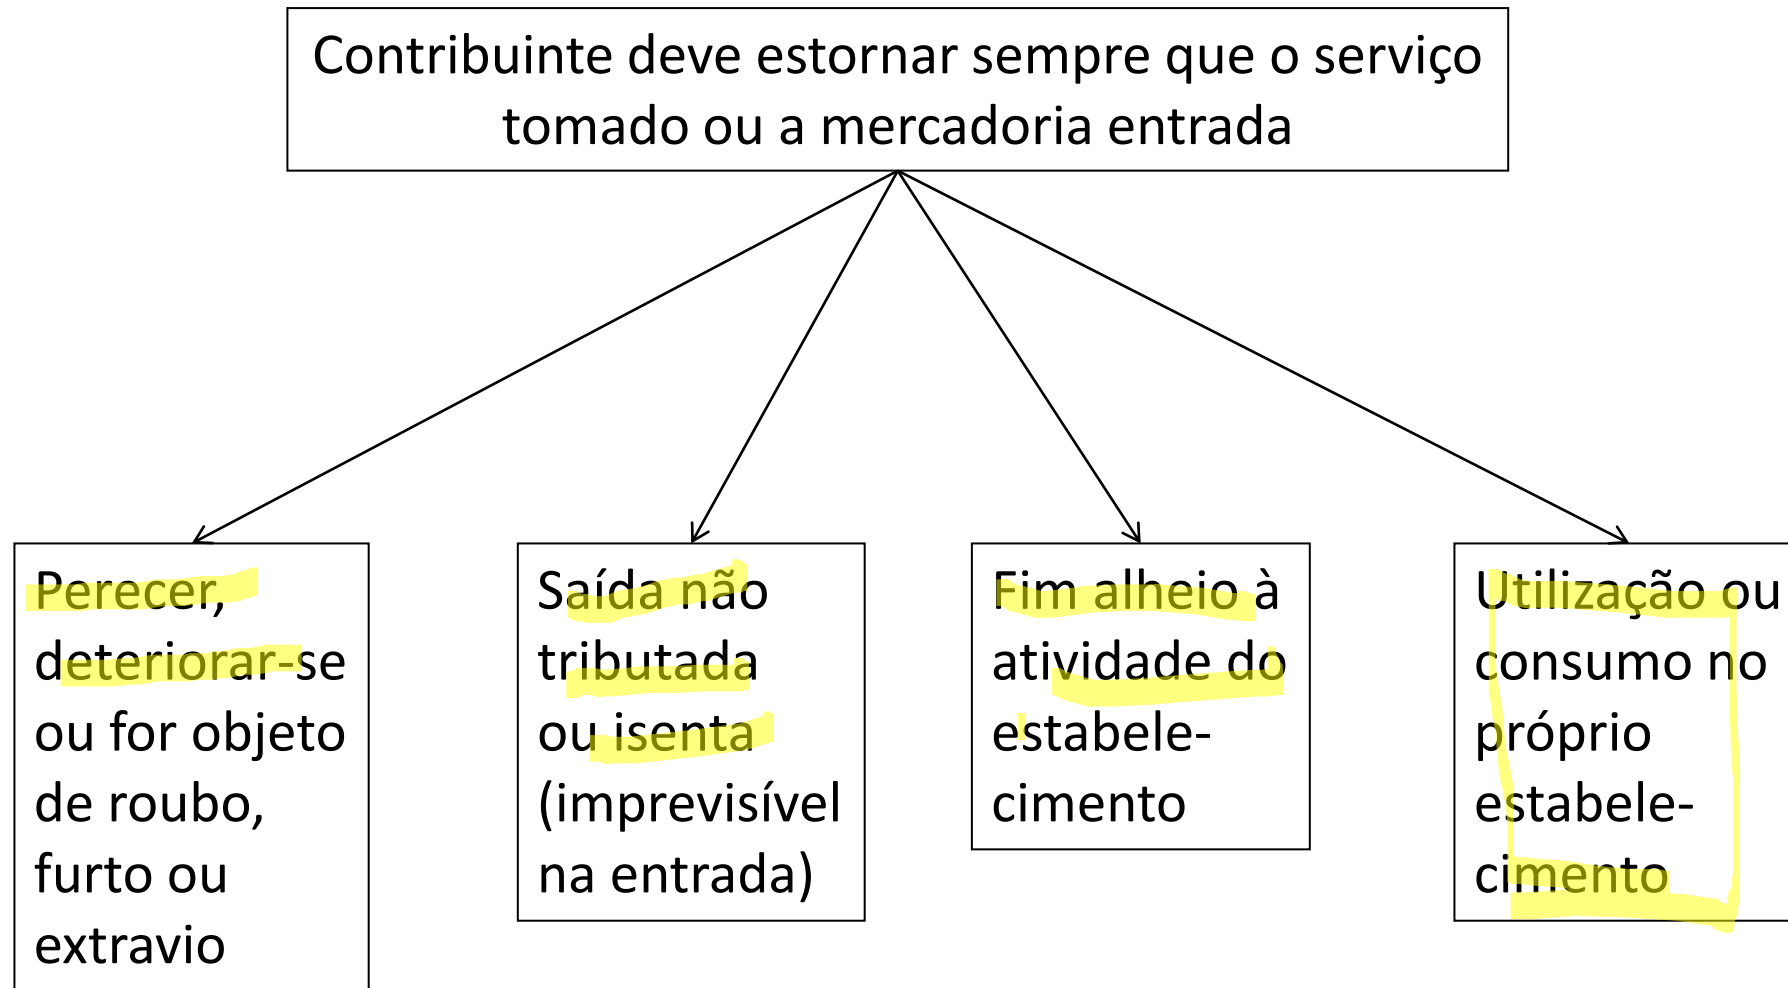 Contribuinte deve estornar sempre que o serviço
tomado ou a mercadoria entrada
Perecer,
deteriorar-se
ou for objeto
de roubo,
furto ou
extravio
Saída não
tributada
ou isenta
(imprevisível
na entrada)
Fim alheio à
atividade do
estabele-
cimento
Utilização ou
consumo no
próprio
estabele-
cimento